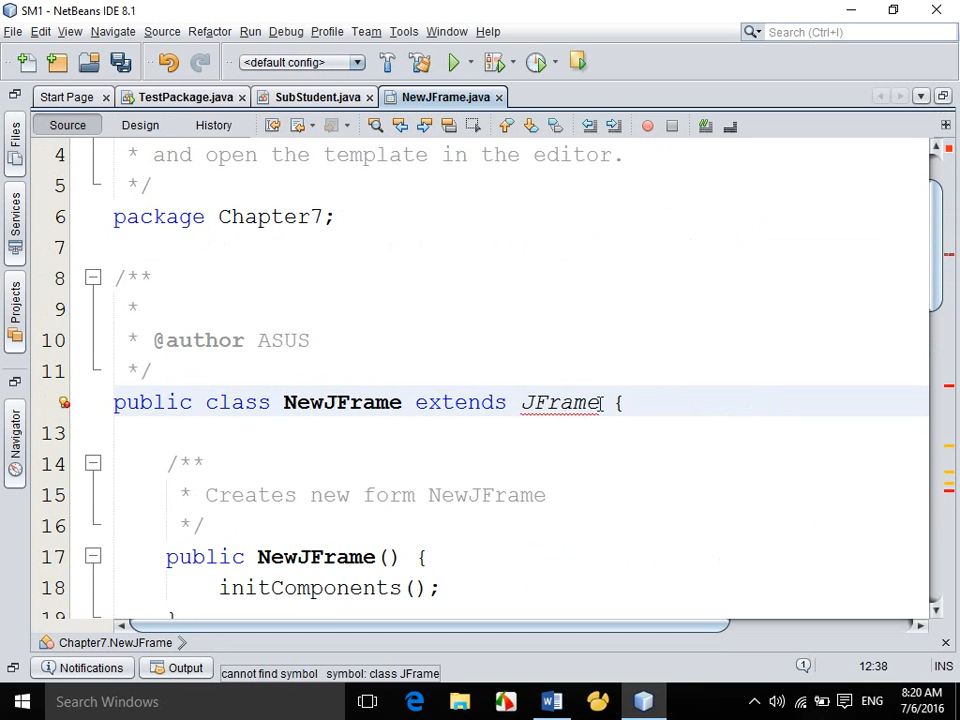 SM1 - NetBeans IDE 8.1
File Edit View Navigate Source Refactor Run Debug Profile Team Tools Window Help
Search (Ctrl+I)
<default config>
Start Page
TestPackage.java
SubStudent.java
NewJFrame.java
Source Design History
Files
Services
Projects
Navigator
4 * and open the template in the editor.
5 */
6 package Chapter7;
7
8 /**
9 *
10 * @author ASUS
11 */
public class NewJFrame extends JFrame {
13
14 /**
15 * Creates new form NewJFrame
16 */
17 public NewJFrame() {
18 initComponents();
19 }
Chapter7.NewJFrame
Notifications Output cannot find symbol symbol: class JFrame 1 12:38 INS
Search Windows
ENG
8:20 AM
7/6/2016